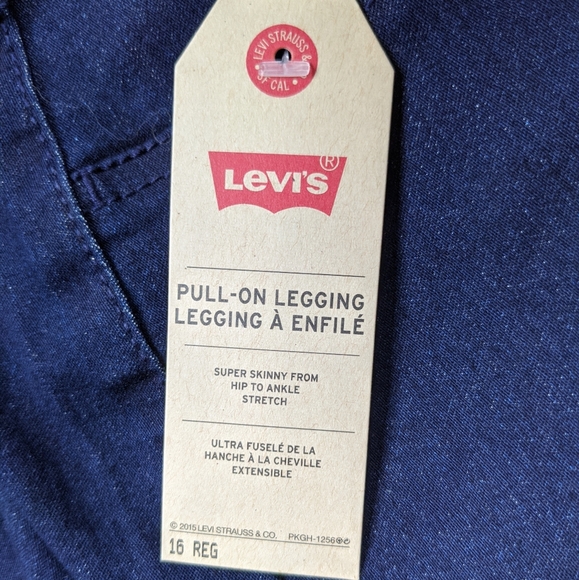 LEVI STRAUSS &
SF CAL
LEVI'S®
PULL-ON LEGGING
LEGGING À ENFILÉ
SUPER SKINNY FROM
HIP TO ANKLE
STRETCH
ULTRA FUSELÉ DE LA
HANCHE À LA CHEVILLE
EXTENSIBLE
© 2015 LEVI STRAUSS & CO. PKGH-1256
16 REG